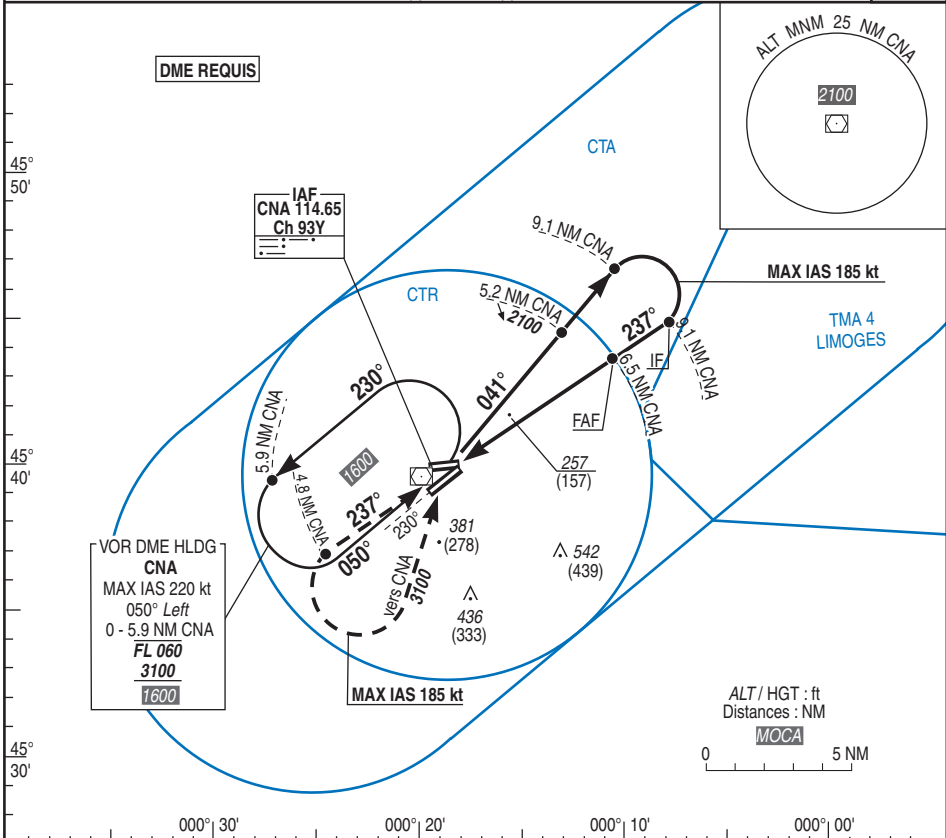 ALT MNM 25 NM CNA
2100
DME REQUIS
CTA
45°
50'
IAF
CNA 114.65
Ch 93Y
9.1 NM CNA
MAX IAS 185 kt
CTR
5.2 NM CNA
2100
237°
9.1 NM CNA
TMA 4
LIMOGES
IF
6.5 NM CNA
230°
041°
FAF
5.9 NM CNA
1600
257
(157)
45°
40'
4.8 NM CNA
237°
230°
050°
381
(278)
542
(439)
vers CNA
3100
436
(333)
VOR DME HLDG
CNA
MAX IAS 220 kt
050° Left
0 - 5.9 NM CNA
FL 060
3100
1600
MAX IAS 185 kt
ALT / HGT : ft
Distances : NM
MOCA
0 5 NM
45°
30'
000° 30' 000° 20' 000° 10' 000° 00'